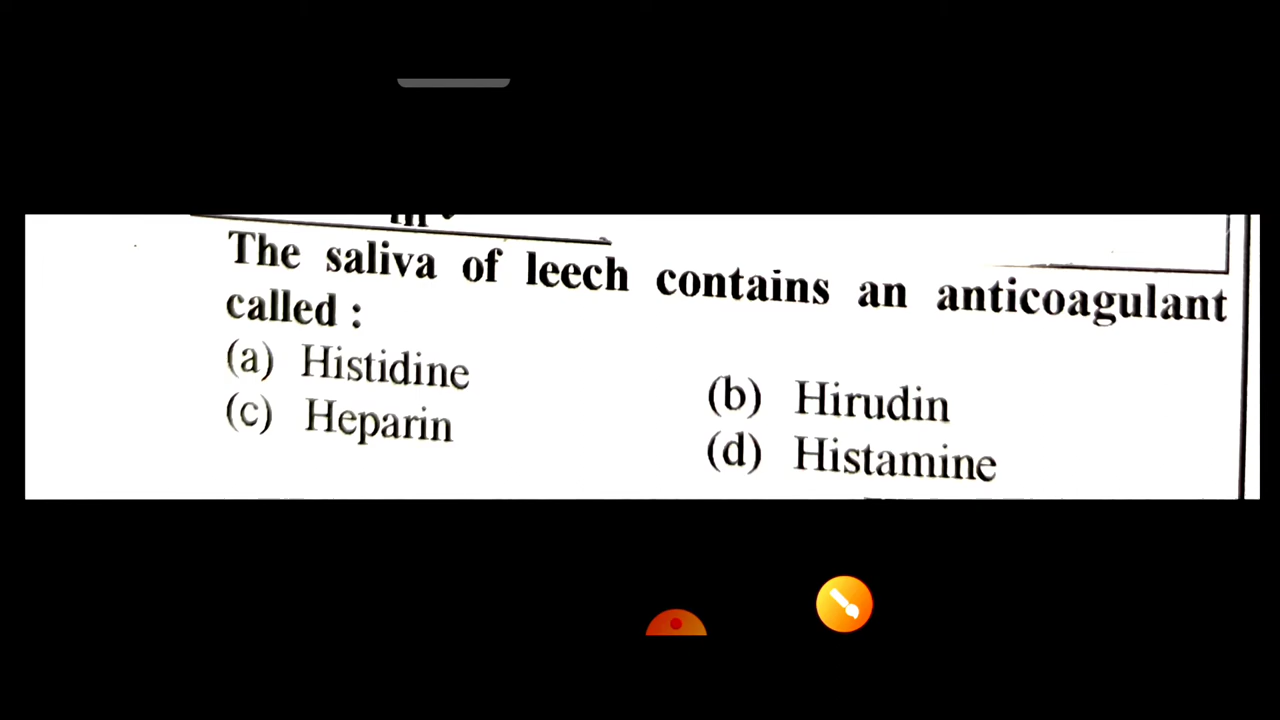 The saliva of leech contains an anticoagulant
called :
(a) Histidine
(b) Hirudin
(c) Heparin
(d) Histamine